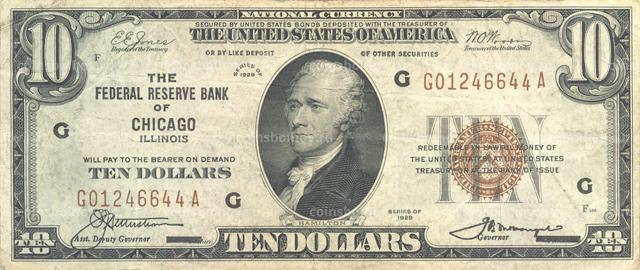 NATIONAL CURRENCY
SECURED BY UNITED STATES BONDS DEPOSITED WITH THE TREASURER OF
THE UNITED STATES OF AMERICA
OR BY LIKE DEPOSIT OF OTHER SECURITIES
10
10
Register of the Treasury
Treasurer of the United States
F
SERIES OF
1929
THE
FEDERAL RESERVE BANK
OF
CHICAGO
ILLINOIS
G
G
G01246644A
WILL PAY TO THE BEARER ON DEMAND
TEN DOLLARS
G01246644A
G
TEN
REDEEMABLE IN LAWFUL MONEY OF
THE UNITED STATES AT UNITED STATES
TREASURY OR AT THE BANK OF ISSUE
G
HAMILTON
SERIES OF
1929
Asst. Deputy Governor
Governor
10
TEN
TEN DOLLARS
10
TEN